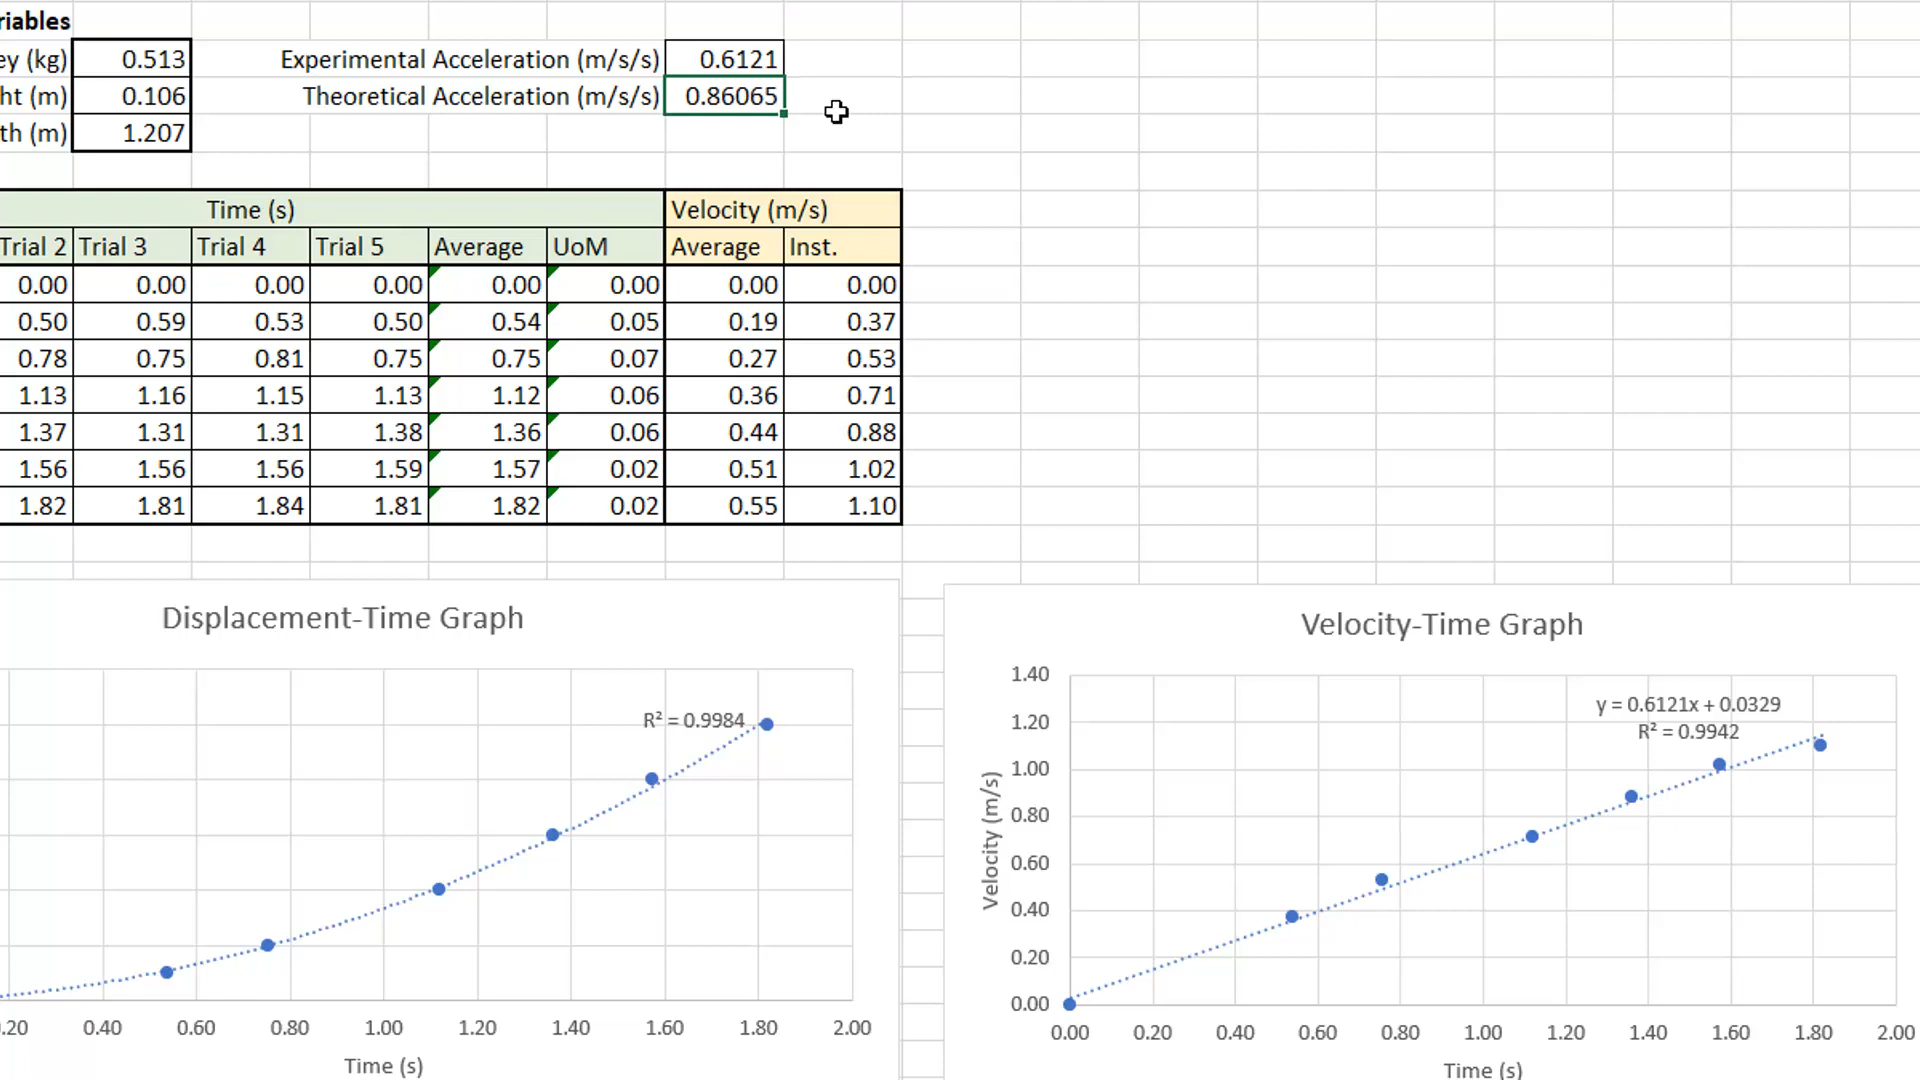 riables
ey (kg) 0.513 Experimental Acceleration (m/s/s) 0.6121
ht (m) 0.106 Theoretical Acceleration (m/s/s) 0.86065
th (m) 1.207
Time (s) Velocity (m/s)
Trial 2 Trial 3 Trial 4 Trial 5 Average UoM Average Inst.
0.00 0.00 0.00 0.00 0.00 0.00 0.00 0.00
0.50 0.59 0.53 0.50 0.54 0.05 0.19 0.37
0.78 0.75 0.81 0.75 0.75 0.07 0.27 0.53
1.13 1.16 1.15 1.13 1.12 0.06 0.36 0.71
1.37 1.31 1.31 1.38 1.36 0.06 0.44 0.88
1.56 1.56 1.56 1.59 1.57 0.02 0.51 1.02
1.82 1.81 1.84 1.81 1.82 0.02 0.55 1.10
Displacement-Time Graph
R² = 0.9984
.20 0.40 0.60 0.80 1.00 1.20 1.40 1.60 1.80 2.00
Time (s)
Velocity-Time Graph
y = 0.6121x + 0.0329
R² = 0.9942
Velocity (m/s)
1.40
1.20
1.00
0.80
0.60
0.40
0.20
0.00
0.00 0.20 0.40 0.60 0.80 1.00 1.20 1.40 1.60 1.80 2.00
Time (s)